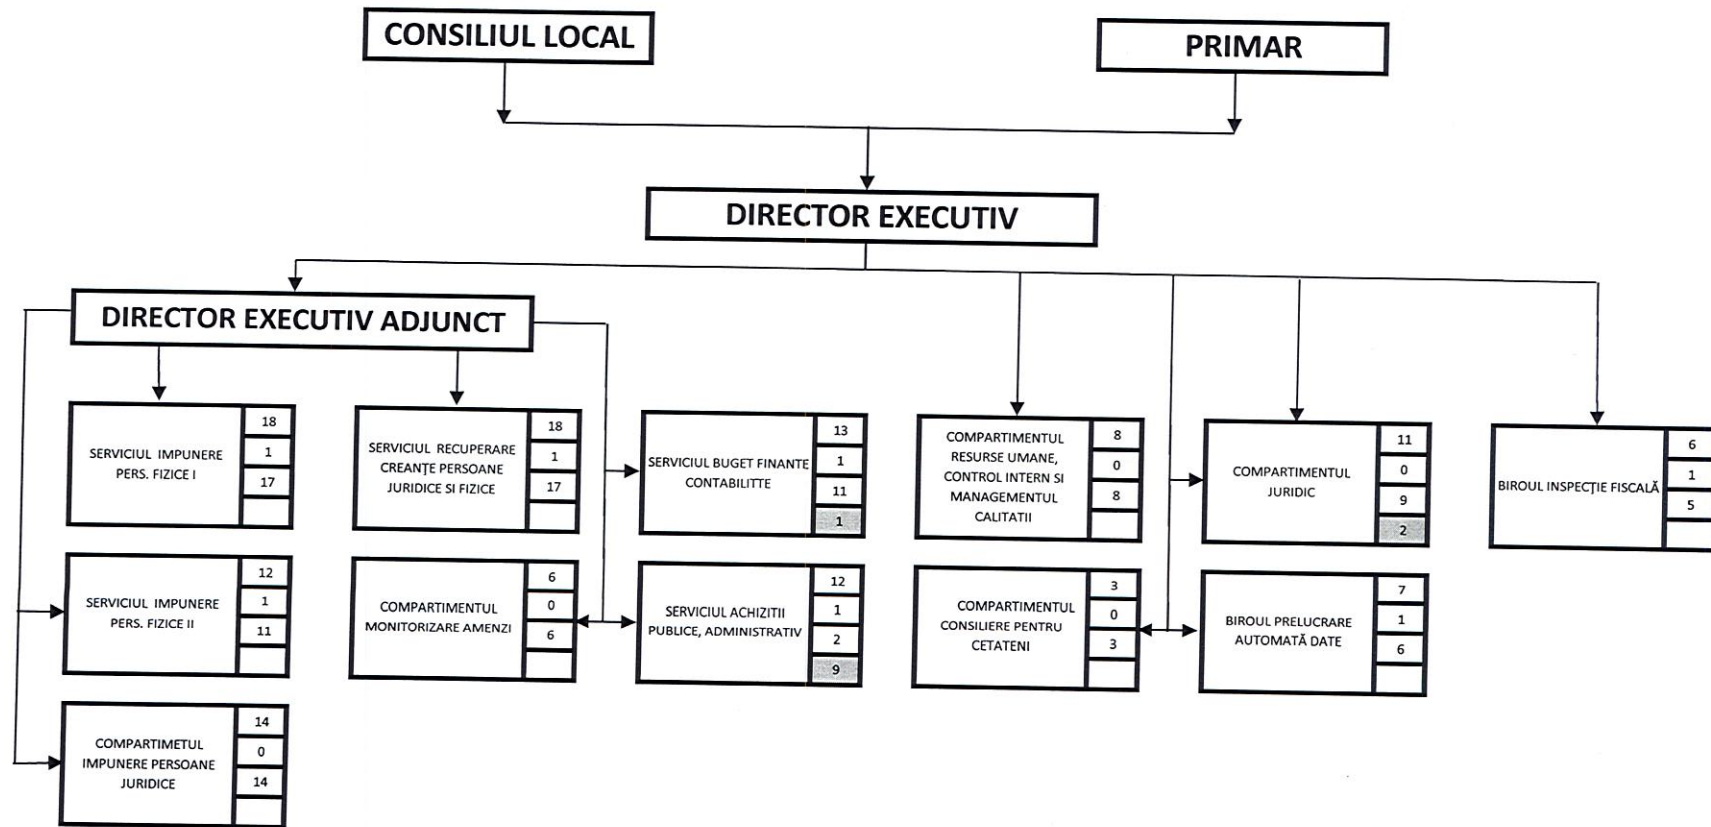 CONSILIUL LOCAL
PRIMAR
DIRECTOR EXECUTIV
DIRECTOR EXECUTIV ADJUNCT
SERVICIUL IMPUNERE
PERS. FIZICE I
18
1
17
SERVICIUL RECUPERARE
CREANȚE PERSOANE
JURIDICE SI FIZICE
18
1
17
SERVICIUL BUGET FINANTE
CONTABILITTE
13
1
11
1
COMPARTIMENTUL
RESURSE UMANE,
CONTROL INTERN SI
MANAGEMENTUL
CALITATII
8
0
8
COMPARTIMENTUL
JURIDIC
11
0
9
2
BIROUL INSPECȚIE FISCALĂ
6
1
5
SERVICIUL IMPUNERE
PERS. FIZICE II
12
1
11
COMPARTIMENTUL
MONITORIZARE AMENZI
6
0
6
SERVICIUL ACHIZITII
PUBLICE, ADMINISTRATIV
12
1
2
9
COMPARTIMENTUL
CONSILIERE PENTRU
CETATENI
3
0
3
BIROUL PRELUCRARE
AUTOMATĂ DATE
7
1
6
COMPARTIMETUL
IMPUNERE PERSOANE
JURIDICE
14
0
14